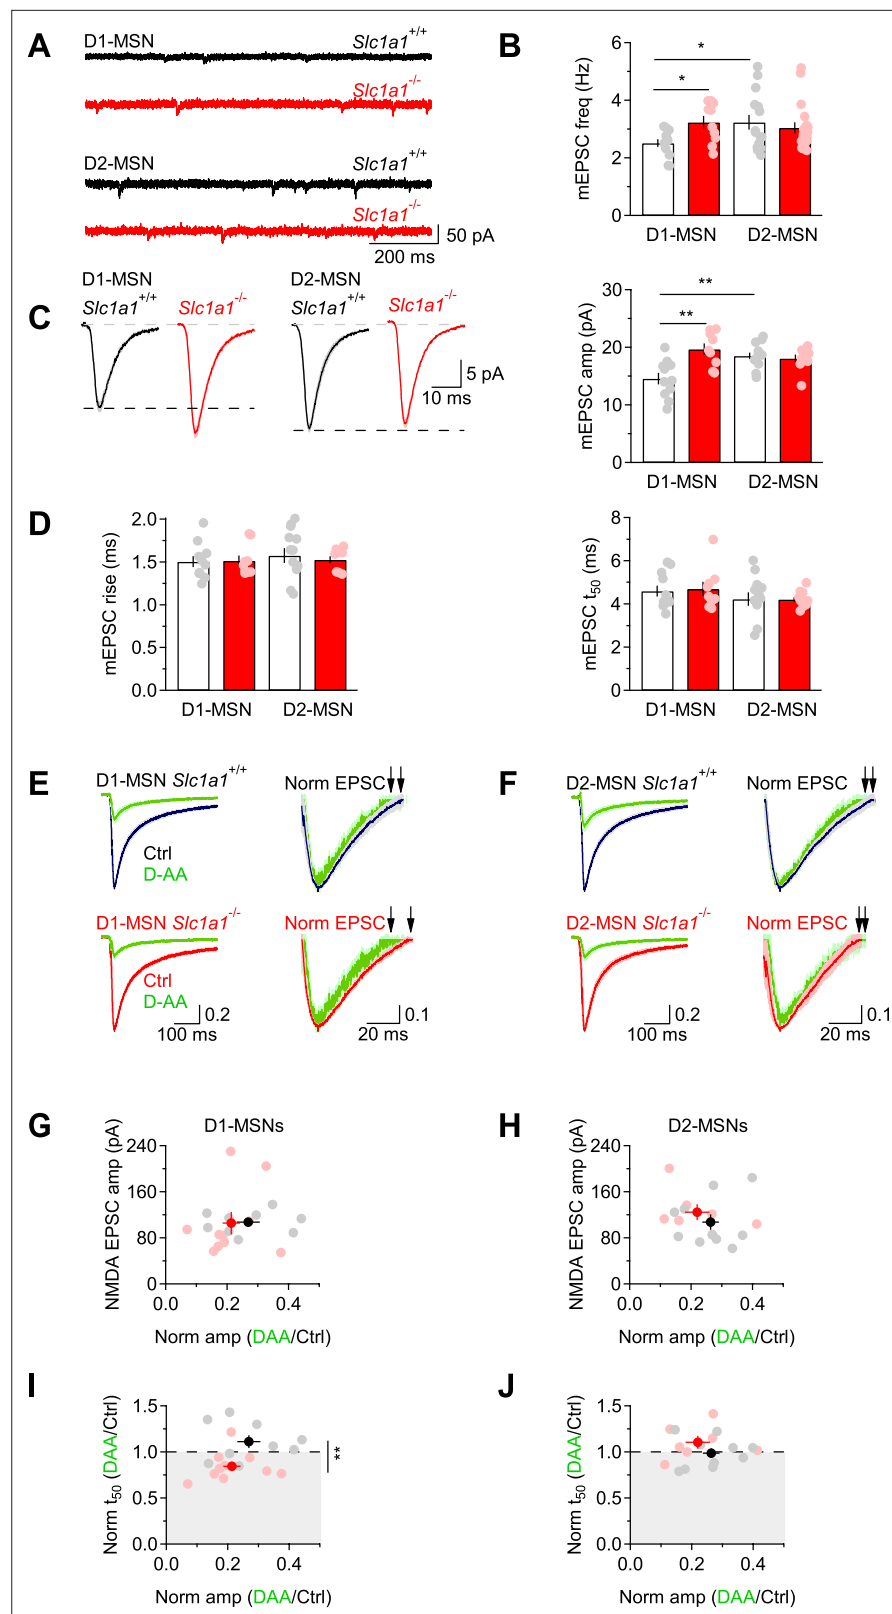 A
D1-MSN Slc1a1+/+
Slc1a1-/-
D2-MSN Slc1a1+/+
Slc1a1-/-
50 pA
200 ms
B
mEPSC freq (Hz)
6
4
2
0
*
*
D1-MSN D2-MSN
C
D1-MSN
Slc1a1+/+ Slc1a1-/-
D2-MSN
Slc1a1+/+ Slc1a1-/-
5 pA
10 ms
mEPSC amp (pA)
30
20
10
0
**
**
D1-MSN D2-MSN
D
mEPSC rise (ms)
2.0
1.5
1.0
0.5
0.0
D1-MSN D2-MSN
mEPSC t50 (ms)
8
6
4
2
0
D1-MSN D2-MSN
E
D1-MSN Slc1a1+/+ Norm EPSC
Ctrl
D-AA
D1-MSN Slc1a1-/- Norm EPSC
Ctrl
D-AA
0.2
100 ms
0.1
20 ms
F
D2-MSN Slc1a1+/+ Norm EPSC
D2-MSN Slc1a1-/- Norm EPSC
0.2
100 ms
0.1
20 ms
G
D1-MSNs
NMDA EPSC amp (pA)
240
160
80
0
0.0 0.2 0.4
Norm amp (DAA/Ctrl)
H
D2-MSNs
NMDA EPSC amp (pA)
240
160
80
0
0.0 0.2 0.4
Norm amp (DAA/Ctrl)
I
Norm t50 (DAA/Ctrl)
1.5
1.0
0.5
0.0
**
0.0 0.2 0.4
Norm amp (DAA/Ctrl)
J
Norm t50 (DAA/Ctrl)
1.5
1.0
0.5
0.0
0.0 0.2 0.4
Norm amp (DAA/Ctrl)